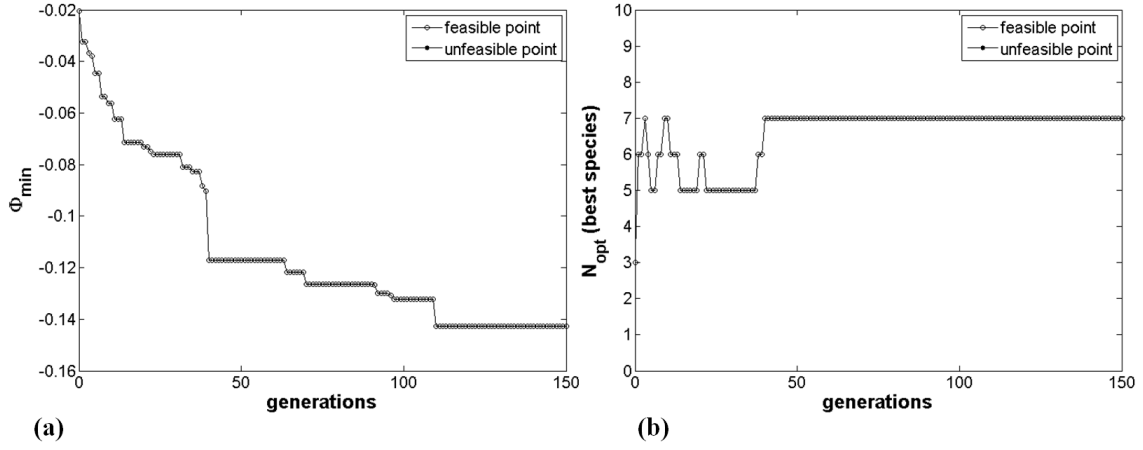 -0.02
-0.04
-0.06
-0.08
-0.1
-0.12
-0.14
-0.16
Φmin
0 50 100 150
generations
feasible point
unfeasible point
(a)
10
9
8
7
6
5
4
3
2
1
0
Nopt (best species)
0 50 100 150
generations
feasible point
unfeasible point
(b)